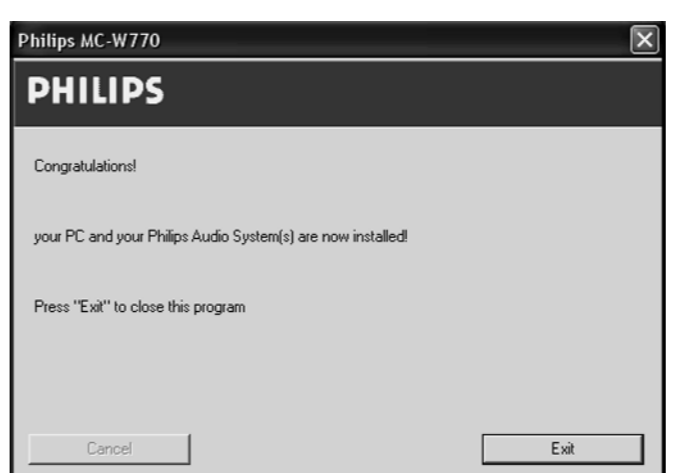 Philips MC-W770
PHILIPS
Congratulations!
your PC and your Philips Audio System(s) are now installed!
Press "Exit" to close this program
Cancel
Exit